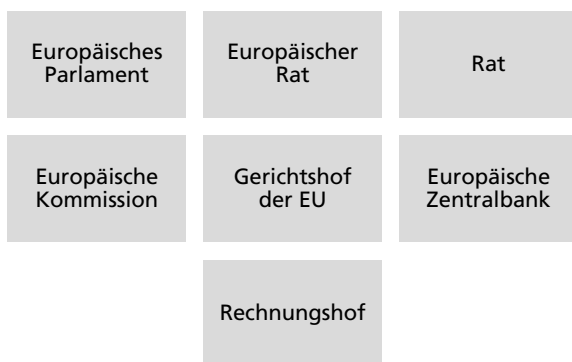 Europäisches
Parlament
Europäischer
Rat
Rat
Europäische
Kommission
Gerichtshof
der EU
Europäische
Zentralbank
Rechnungshof